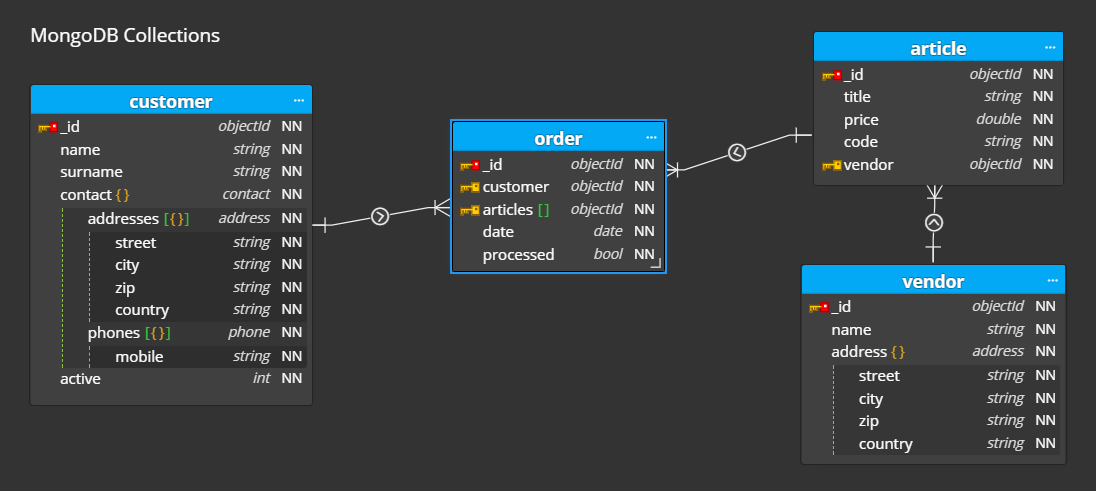 MongoDB Collections
customer ...
_id objectId NN
name string NN
surname string NN
contact {} contact NN
addresses [{}] address NN
street string NN
city string NN
zip string NN
country string NN
phones [{}] phone NN
mobile string NN
active int NN
order ...
_id objectId NN
customer objectId NN
articles [] objectId NN
date date NN
processed bool NN
article ...
_id objectId NN
title string NN
price double NN
code string NN
vendor objectId NN
vendor ...
_id objectId NN
name string NN
address {} address NN
street string NN
city string NN
zip string NN
country string NN